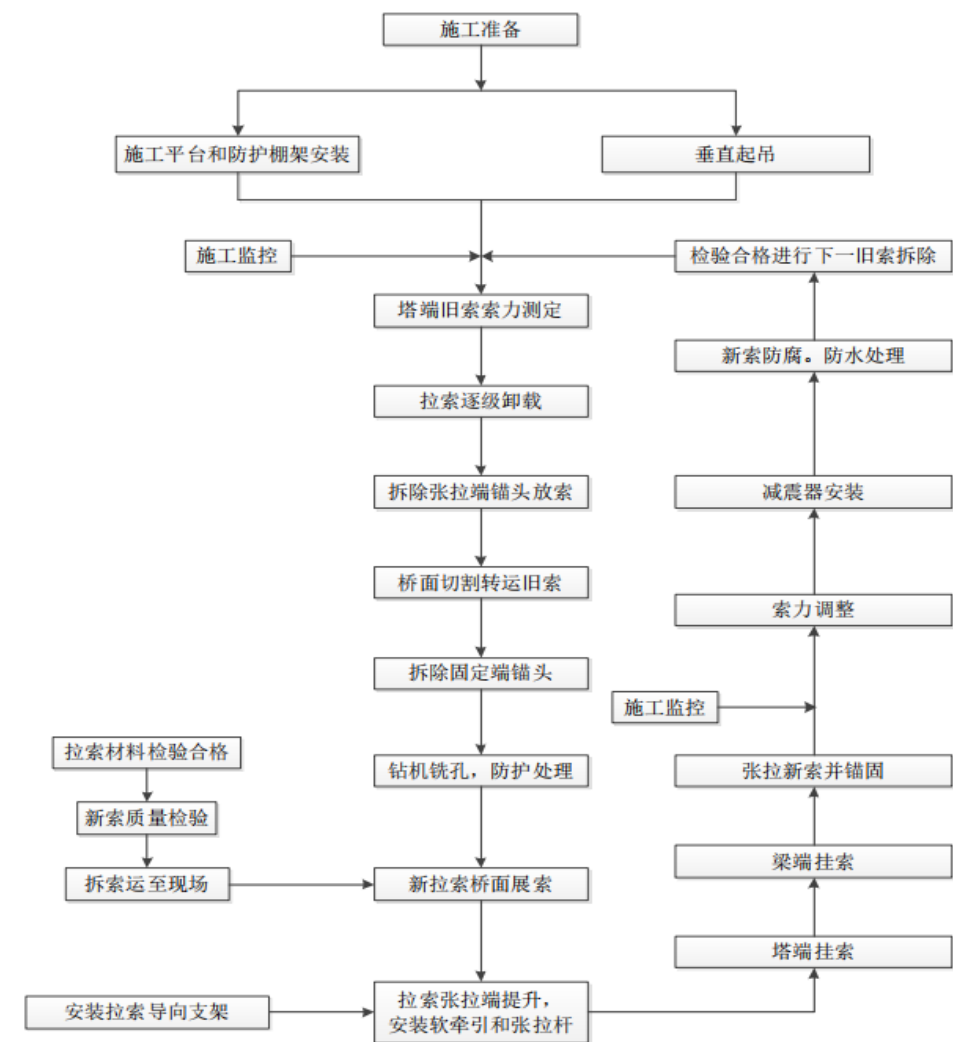 施工准备
施工平台和防护棚架安装
垂直起吊
施工监控
检验合格进行下一旧索拆除
塔端旧索索力测定
新索防腐。防水处理
拉索逐级卸载
拆除张拉端锚头放索
减震器安装
桥面切割转运旧索
索力调整
拆除固定端锚头
施工监控
拉索材料检验合格
钻机铣孔，防护处理
张拉新索并锚固
新索质量检验
梁端挂索
拆索运至现场
新拉索桥面展索
塔端挂索
安装拉索导向支架
拉索张拉端提升，
安装软牵引和张拉杆